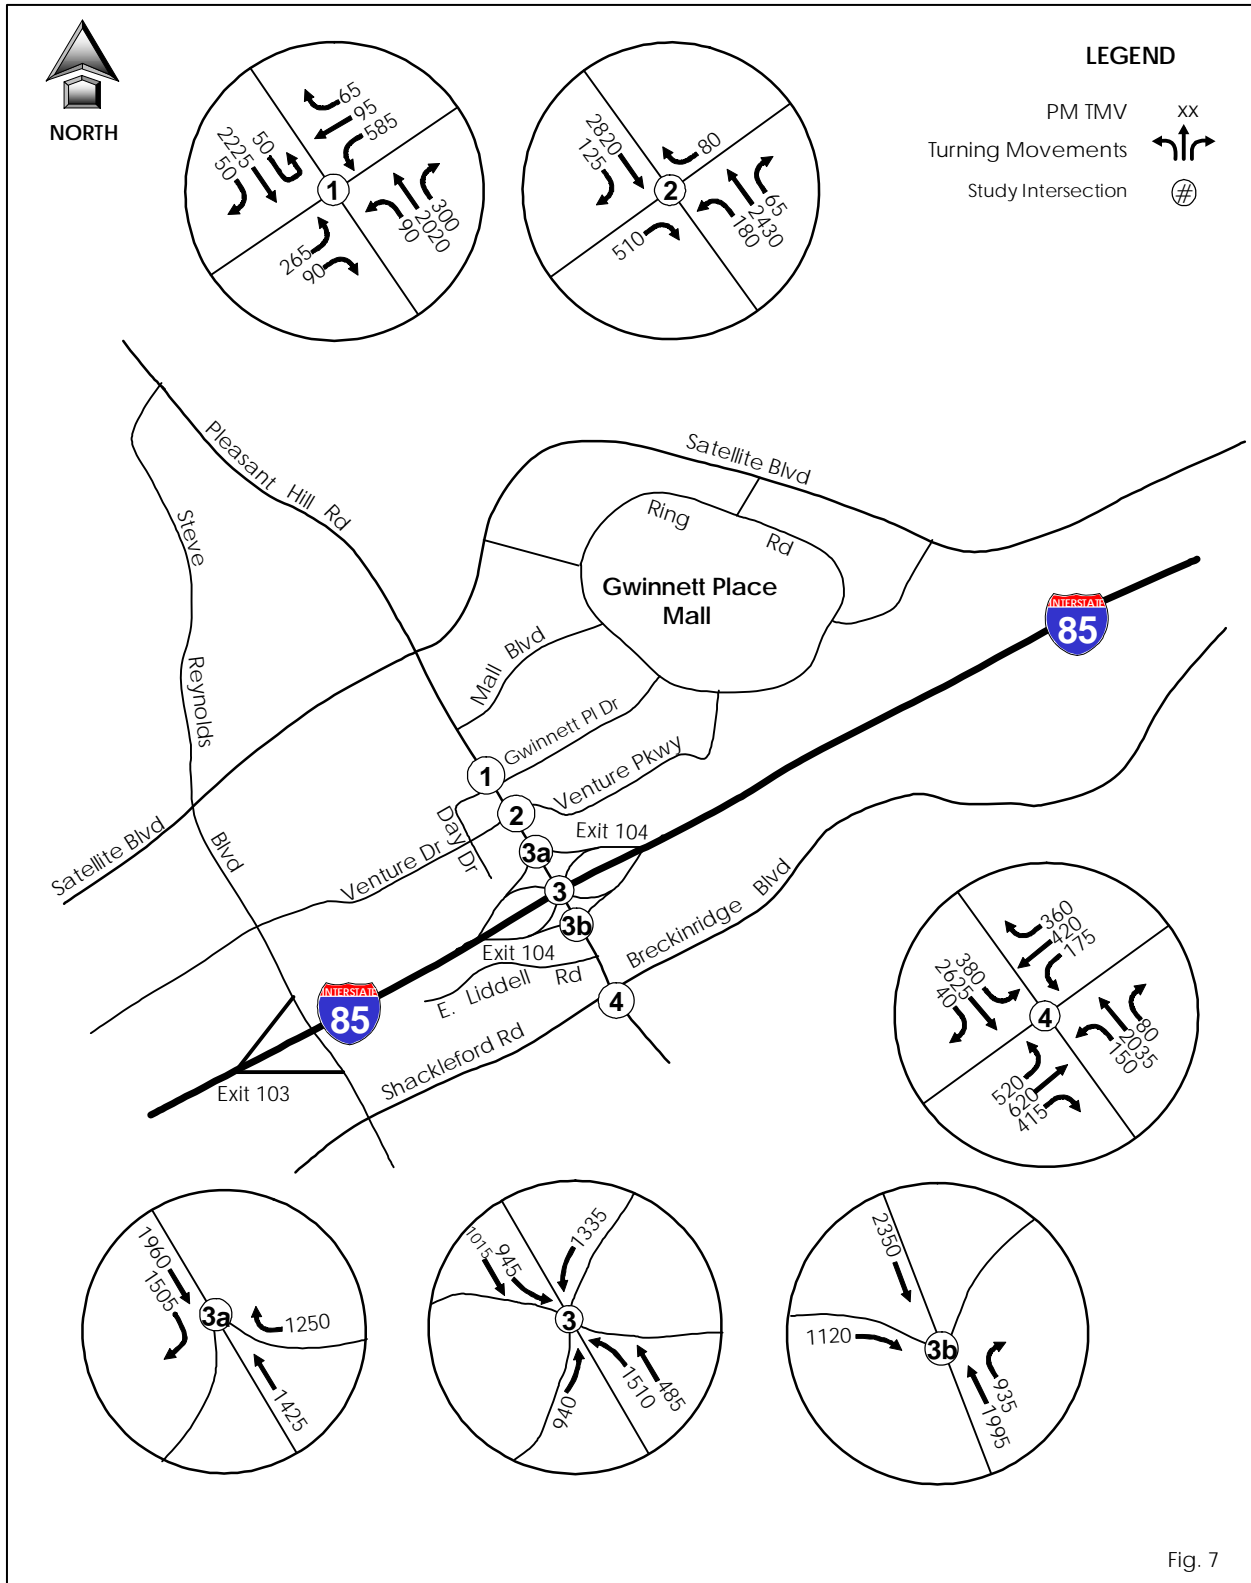 NORTH
LEGEND
PM TMV XX
Turning Movements
Study Intersection #
65
95
585
50
2225
50
1
300
2020
90
265
90
80
2820
125
2
65
2430
180
510
Pleasant Hill Rd
Satellite Blvd
Ring Rd
Steve Reynolds Blvd
Gwinnett Place
Mall
INTERSTATE
85
Mall Blvd
Gwinnett Pl Dr
1
Venture Pkwy
2
Day Dr
Exit 104
3a
Satellite Blvd
Venture Dr
3
3b
Breckinridge Blvd
Exit 104
E. Liddell Rd
4
INTERSTATE
85
Shackleford Rd
Exit 103
360
420
175
380
2625
40
4
80
2035
150
520
620
415
1960
1505
3a
1250
1425
1015
945
1335
3
940
1510
485
2350
1120
3b
935
1995
Fig. 7